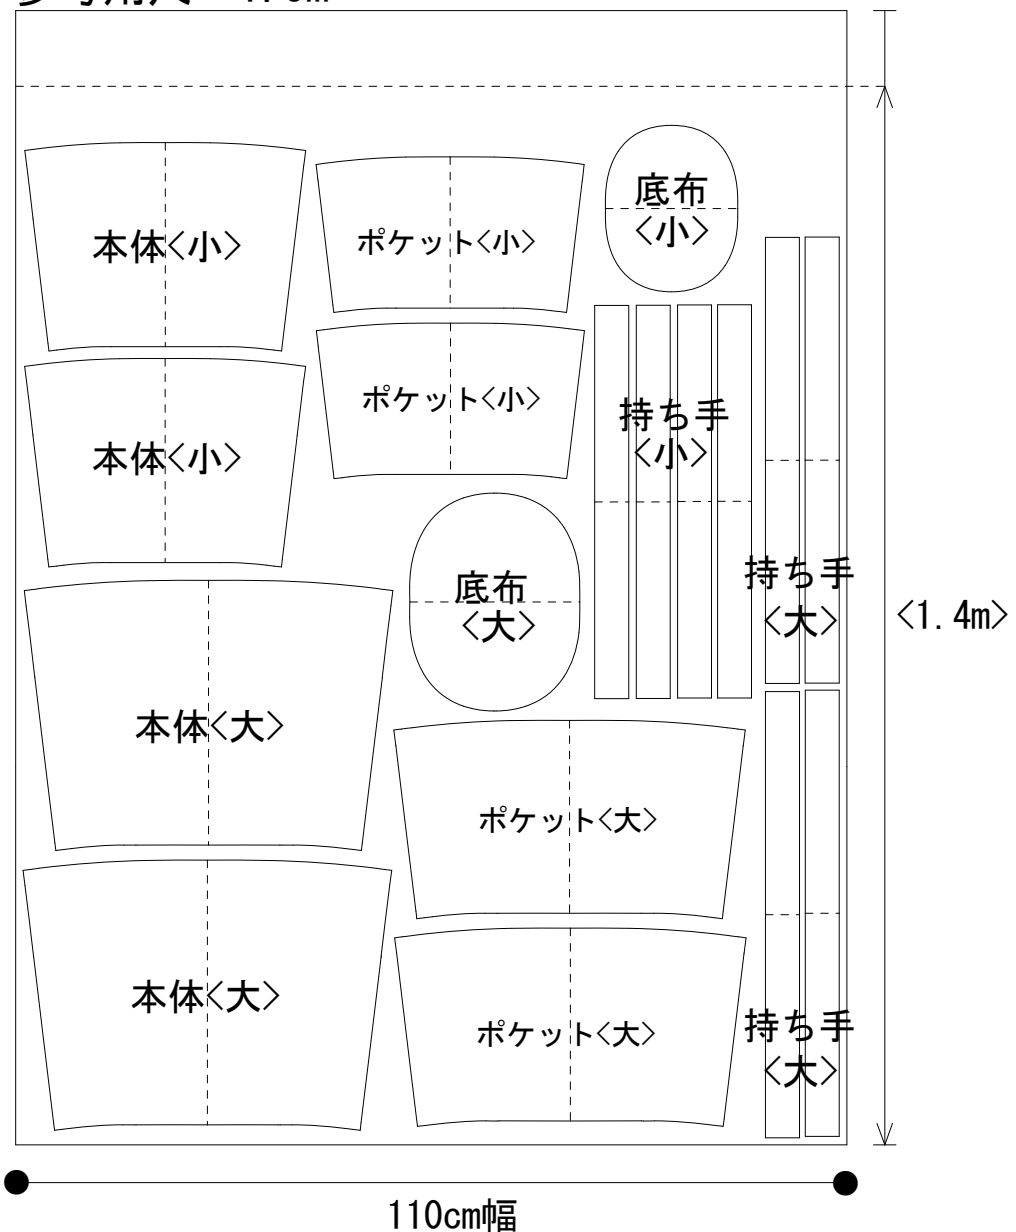 本体<小>
ポケット<小>
底布
<小>
本体<小>
ポケット<小>
持ち手
<小>
底布
<大>
持ち手
<大>
<1.4m>
本体<大>
ポケット<大>
本体<大>
ポケット<大>
持ち手
<大>
110cm幅